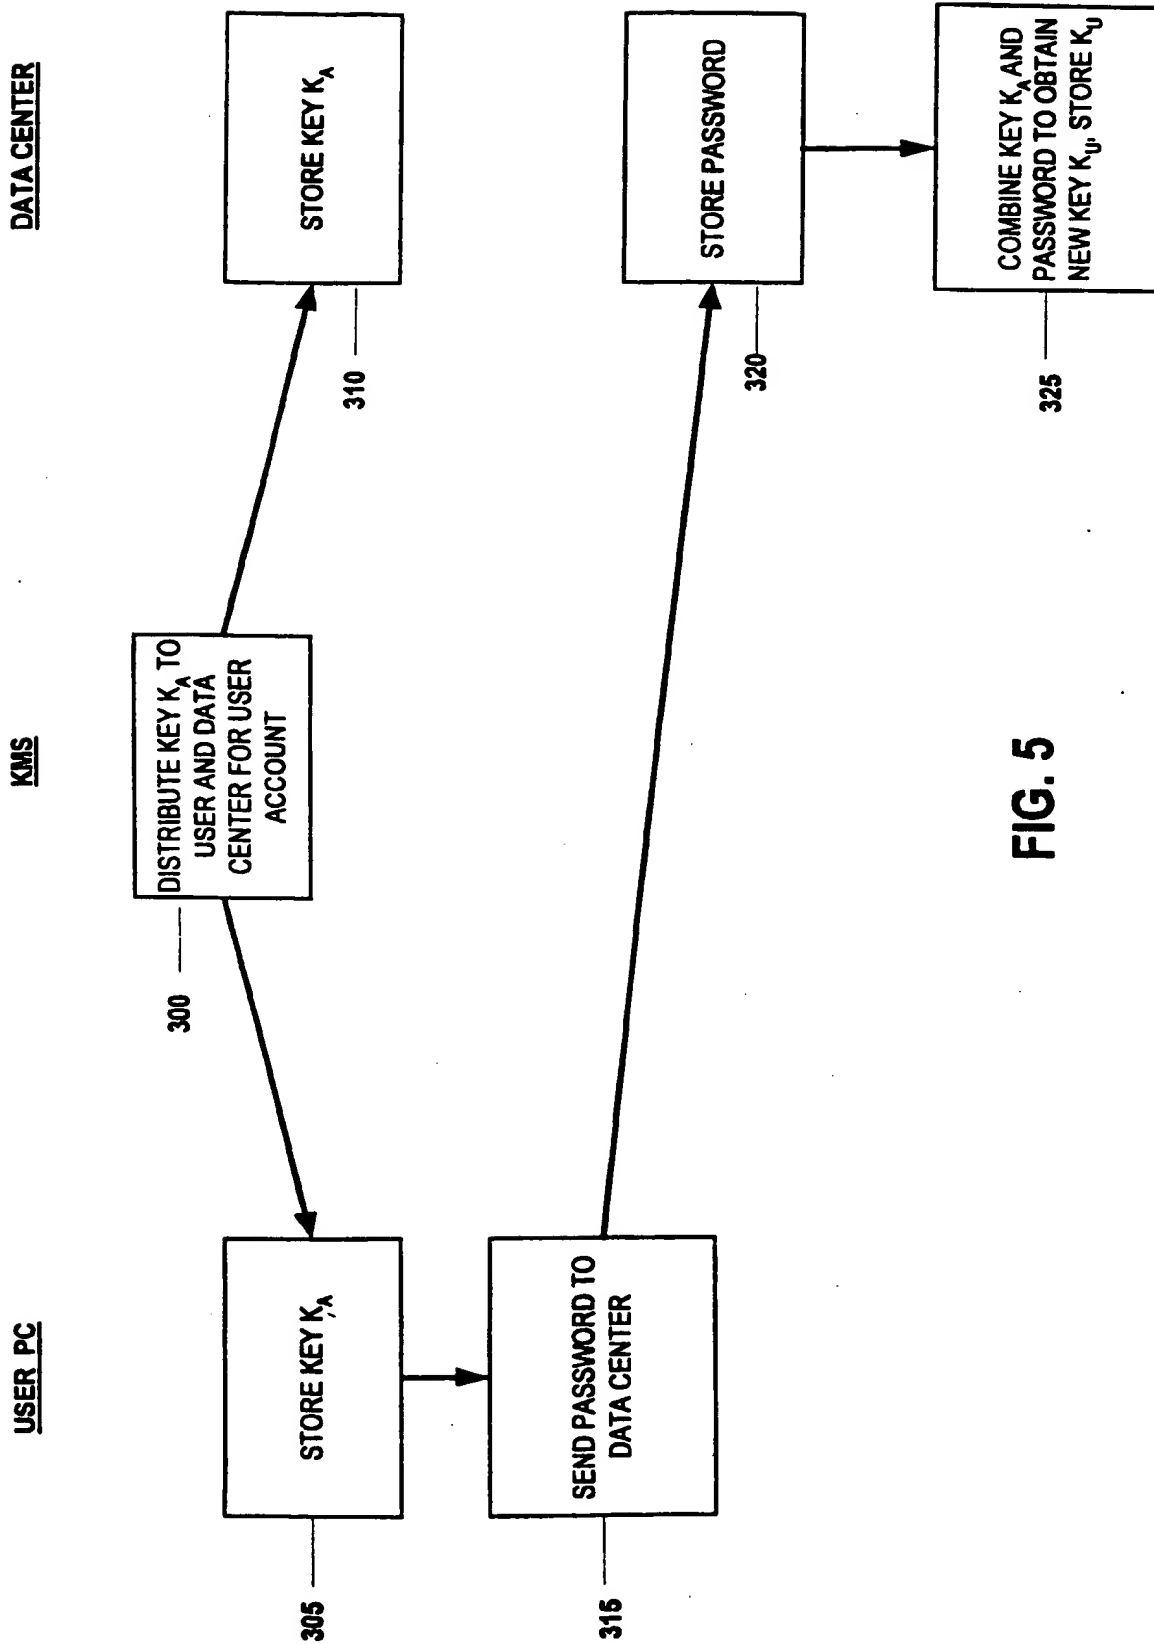 USER PC
KMS
DATA CENTER
300
DISTRIBUTE KEY K_A TO
USER AND DATA
CENTER FOR USER
ACCOUNT
305
STORE KEY K_A
310
STORE KEY K_A
315
SEND PASSWORD TO
DATA CENTER
320
STORE PASSWORD
325
COMBINE KEY K_A AND
PASSWORD TO OBTAIN
NEW KEY K_U, STORE K_U
FIG. 5